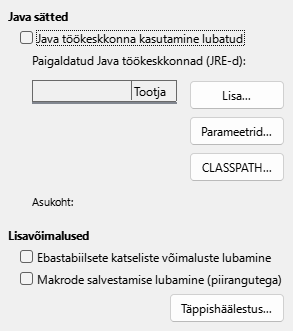 Java sätted
Java töökeskkonna kasutamine lubatud
Paigaldatud Java töökeskkonnad (JRE-d):
Tootja
Lisa...
Parameetrid...
CLASSPATH...
Asukoht:
Lisavõimalused
Ebastabiilsete katseliste võimaluste lubamine
Makrode salvestamise lubamine (piirangutega)
Täppishäälestus...